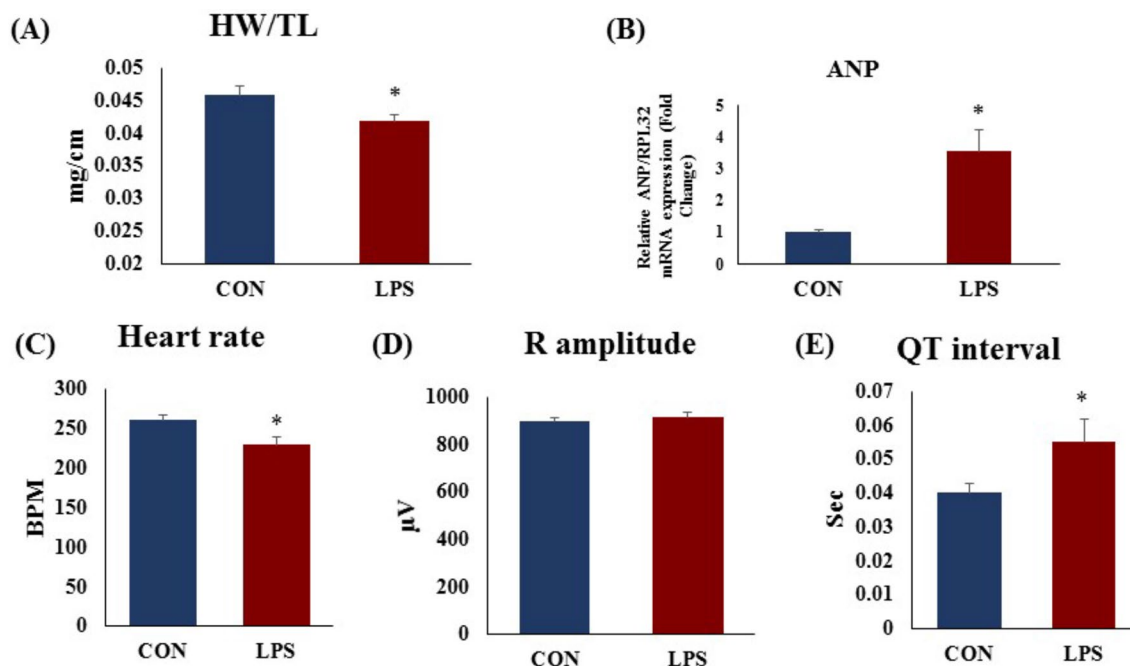 (A)
HW/TL
mg/cm
0.05
0.045
0.04
0.035
0.03
0.025
0.02
*
CON
LPS
(B)
ANP
Relative ANP/RPL32
mRNA expression (Fold
Change)
5
4
3
2
1
0
*
CON
LPS
(C)
Heart rate
BPM
300
250
200
150
100
50
0
*
CON
LPS
(D)
R amplitude
µV
1000
800
600
400
200
0
CON
LPS
(E)
QT interval
Sec
0.07
0.06
0.05
0.04
0.03
0.02
0.01
0
*
CON
LPS